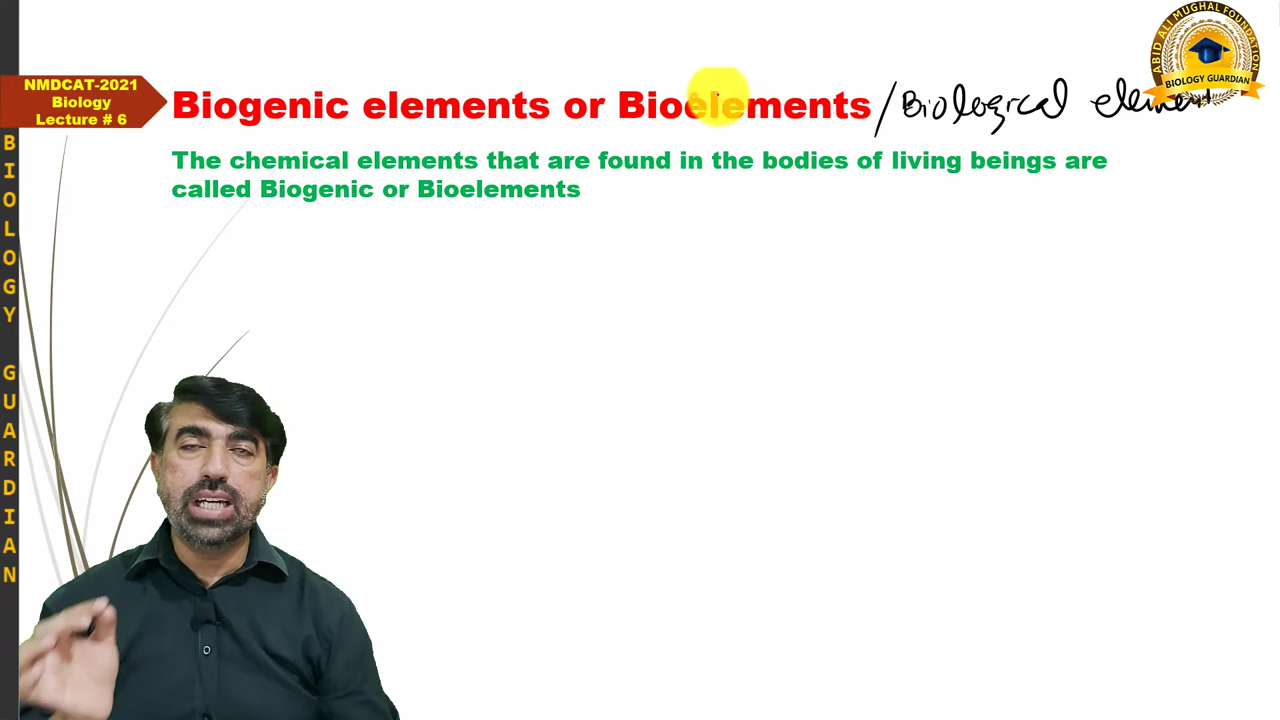 ABID ALI MUGHAL FOUNDATION
BIOLOGY GUARDIAN
NMDCAT-2021
Biology
Lecture # 6
Biogenic elements or Bioelements /Biological element
The chemical elements that are found in the bodies of living beings are
called Biogenic or Bioelements
BIOLOGY GUARDIAN